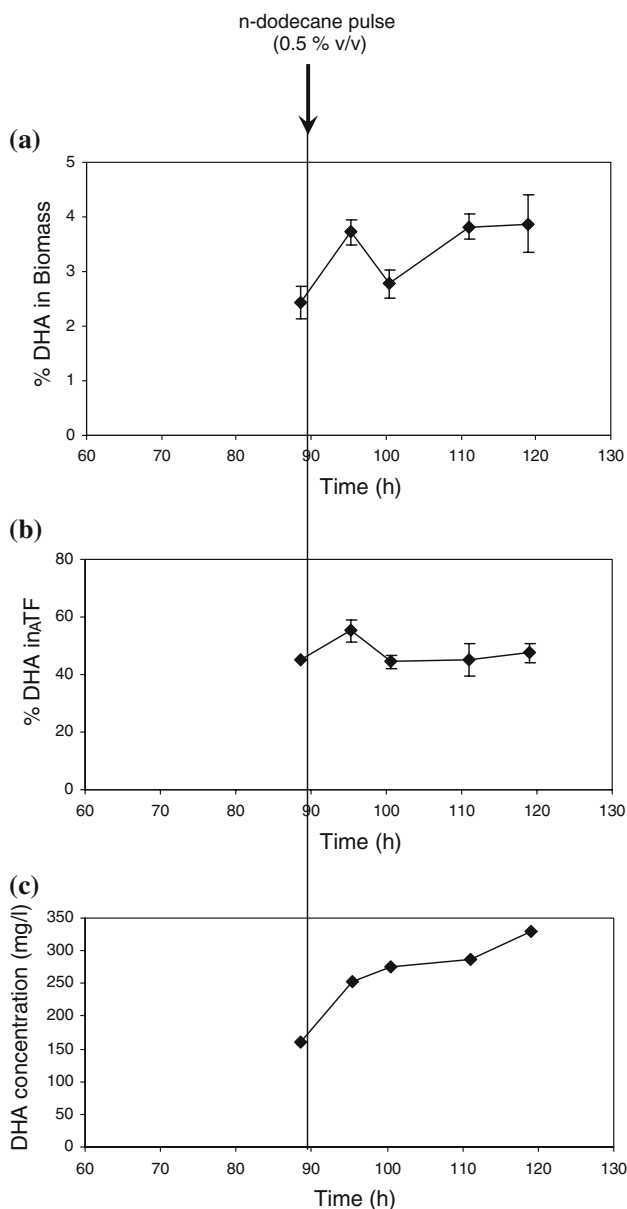 n-dodecane pulse
(0.5 % v/v)
(a)
% DHA in Biomass
5
4
3
2
1
0
60 70 80 90 100 110 120 130
Time (h)
(b)
% DHA inATF
80
60
40
20
0
60 70 80 90 100 110 120 130
Time (h)
(c)
DHA concentration (mg/l)
350
300
250
200
150
100
50
0
60 70 80 90 100 110 120 130
Time (h)